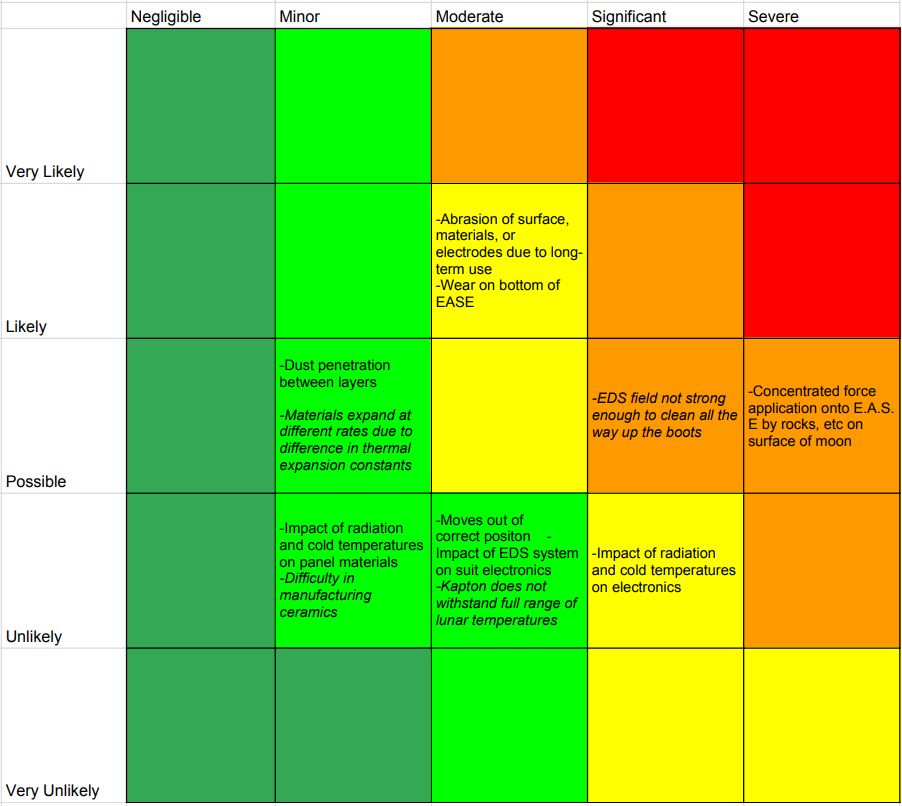 Negligible Minor Moderate Significant Severe
Very Likely
-Abrasion of surface,
materials, or
electrodes due to long-
term use
-Wear on bottom of
EASE
Likely
-Dust penetration
between layers
-Materials expand at
different rates due to
difference in thermal
expansion constants
-EDS field not strong
enough to clean all the
way up the boots
-Concentrated force
application onto E.A.S.
E by rocks, etc on
surface of moon
Possible
-Impact of radiation
and cold temperatures
on panel materials
-Difficulty in
manufacturing
ceramics
-Moves out of
correct positon -
Impact of EDS system
on suit electronics
-Kapton does not
withstand full range of
lunar temperatures
-Impact of radiation
and cold temperatures
on electronics
Unlikely
Very Unlikely